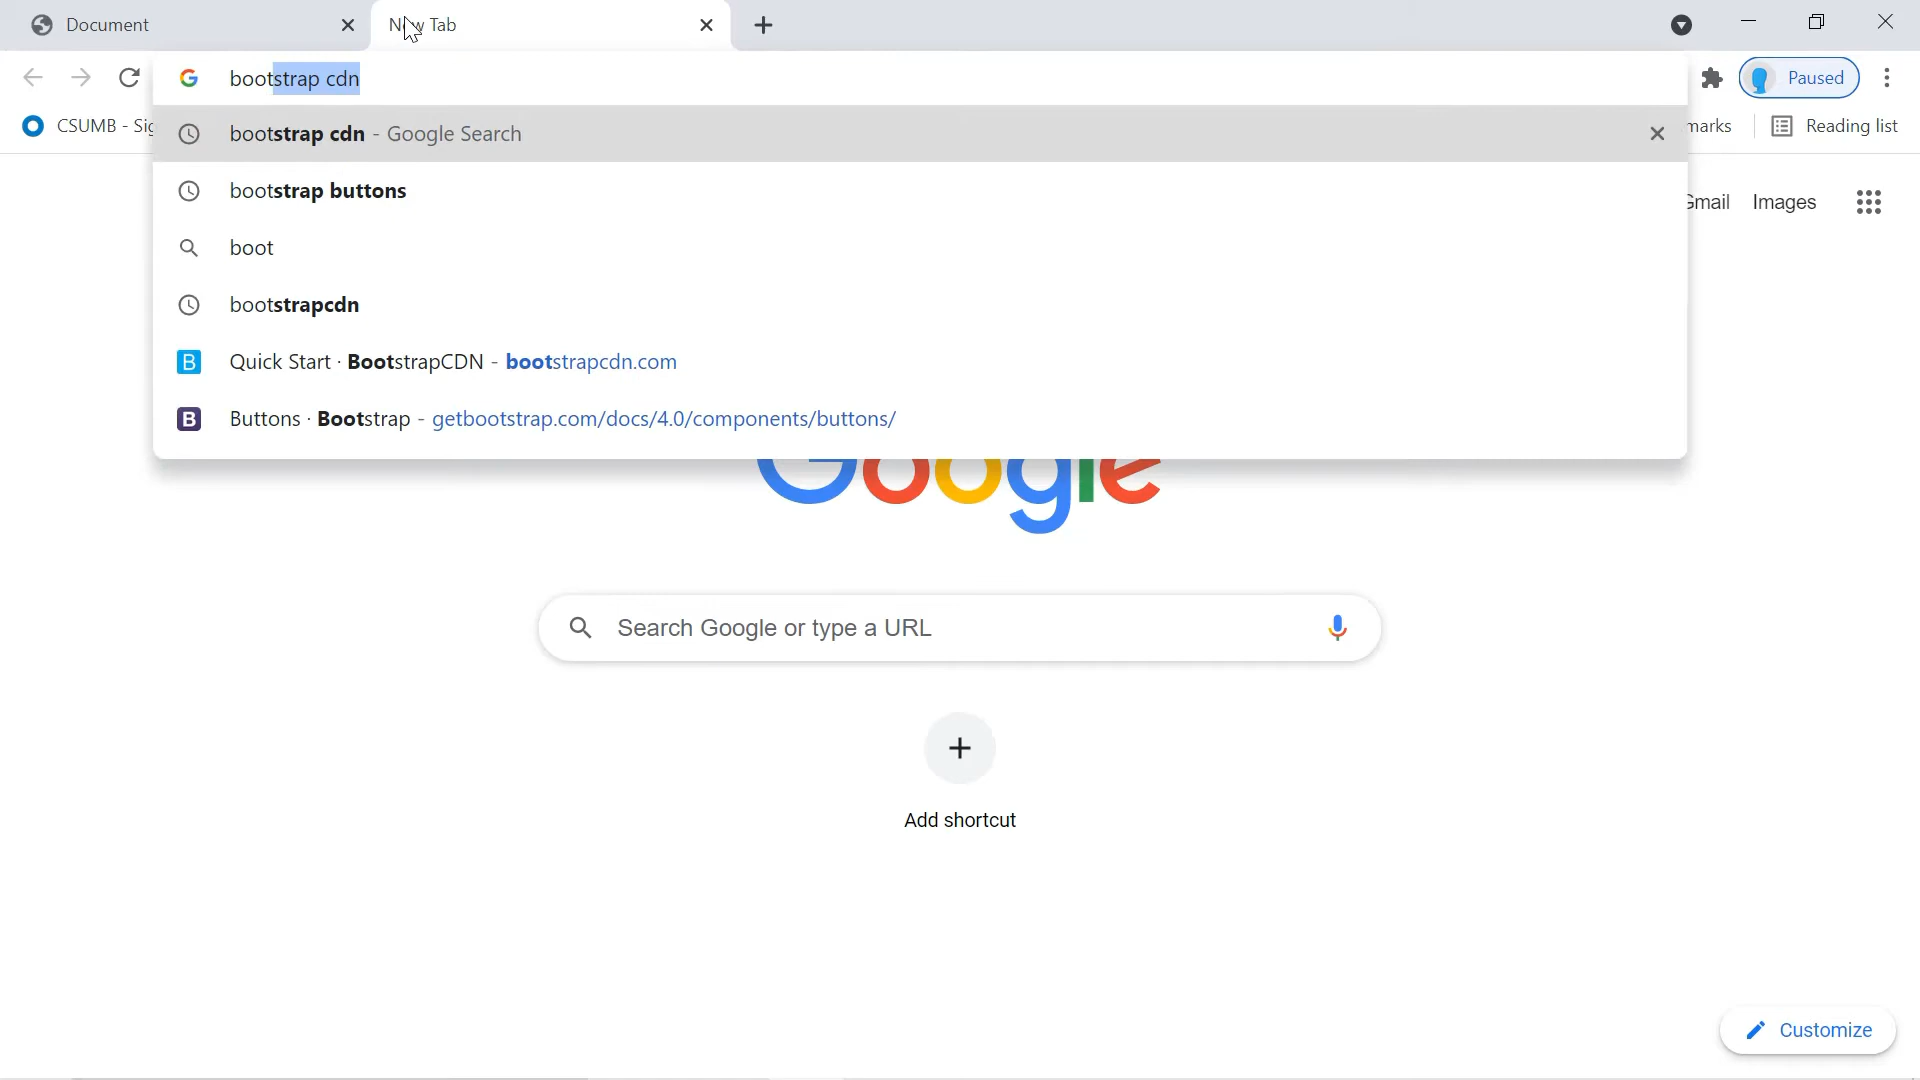 Document
New Tab
bootstrap cdn
Paused
CSUMB - Sig
marks
Reading list
bootstrap cdn - Google Search
bootstrap buttons
boot
bootstrapcdn
Quick Start · BootstrapCDN - bootstrapcdn.com
Buttons · Bootstrap - getbootstrap.com/docs/4.0/components/buttons/
Gmail
Images
Google
Search Google or type a URL
Add shortcut
Customize